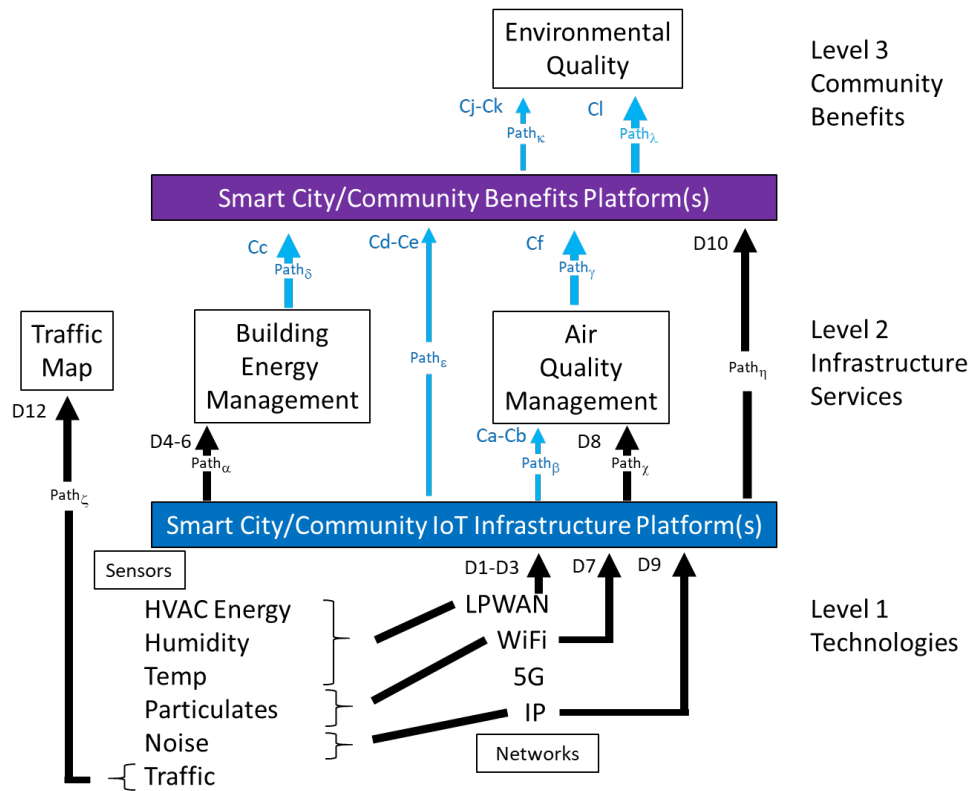 Environmental
Quality
Level 3
Community
Benefits
Cj-Ck
Cl
Pathκ
Pathλ
Smart City/Community Benefits Platform(s)
Cc
Cd-Ce
Cf
D10
Pathδ
Pathγ
Traffic
Map
Building
Energy
Management
Air
Quality
Management
Level 2
Infrastructure
Services
Pathε
Pathη
D12
D4-6
Ca-Cb
D8
Pathα
Pathβ
Pathχ
Pathζ
Smart City/Community IoT Infrastructure Platform(s)
Sensors
D1-D3
D7
D9
HVAC Energy
Humidity
Temp
Particulates
Noise
Traffic
LPWAN
WiFi
5G
IP
Networks
Level 1
Technologies